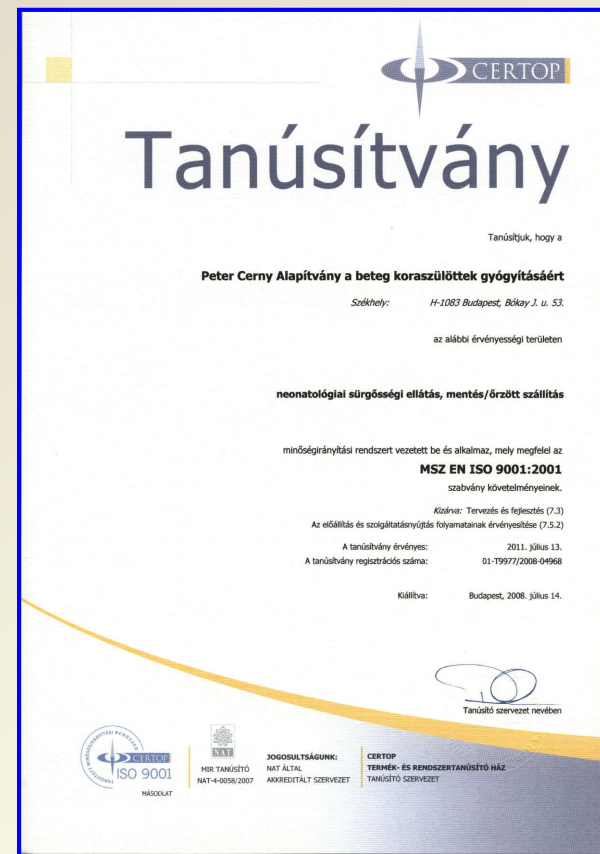 CERTOP
Tanúsítvány
Tanúsítjuk, hogy a
Peter Cerny Alapítvány a beteg koraszülöttek gyógyításáért
Székhely: H-1083 Budapest, Bókay J. u. 53.
az alábbi érvényességi területen
neonatológiai sürgősségi ellátás, mentés/őrzött szállítás
minőségirányítási rendszert vezetett be és alkalmaz, mely megfelel az
MSZ EN ISO 9001:2001
szabvány követelményeinek.
Kizárva: Tervezés és fejlesztés (7.3)
Az előállítás és szolgáltatásnyújtás folyamatainak érvényesítése (7.5.2)
A tanúsítvány érvényes: 2011. július 13.
A tanúsítvány regisztrációs száma: 01-T9977/2008-04968
Kiállítva: Budapest, 2008. július 14.
Tanúsító szervezet nevében
TANÚSÍTOTT MINŐSÉGIRÁNYÍTÁSI RENDSZER
CERTOP
ISO 9001
MÁSODLAT
NAT
MIR TANÚSÍTÓ
NAT-4-0058/2007
JOGOSULTSÁGUNK:
NAT ÁLTAL
AKKREDITÁLT SZERVEZET
CERTOP
TERMÉK- ÉS RENDSZERTANÚSÍTÓ HÁZ
TANÚSÍTÓ SZERVEZET